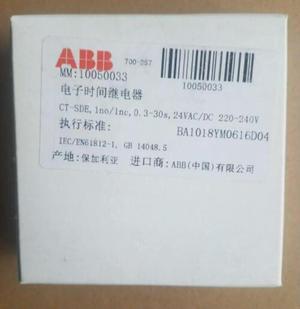 ABB 700-257
MM:10050033
10050033
电子时间继电器
CT-SDE,1no/1nc,0.3-30s,24VAC/DC 220-240V
执行标准: BA1018YM0616D04
IEC/EN61812-1, GB 14048.5
产地: 保加利亚 进口商: ABB(中国)有限公司